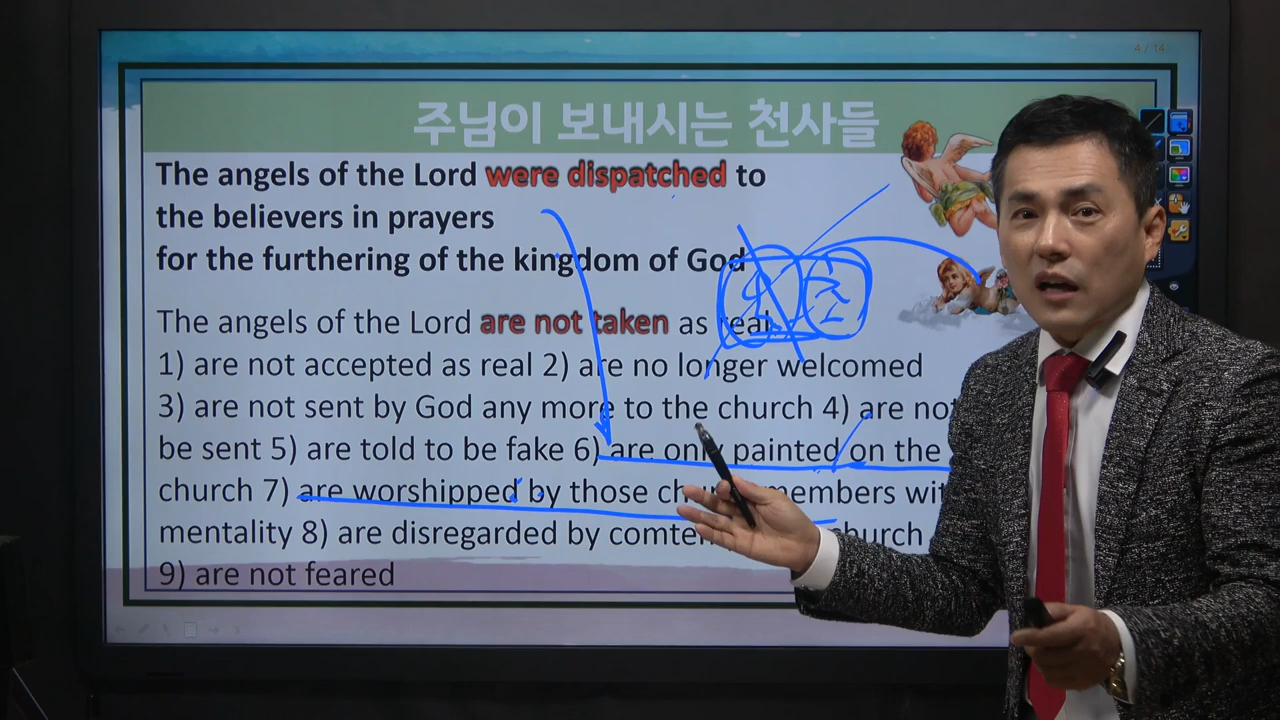 4 / 14
주님이 보내시는 천사들
The angels of the Lord were dispatched to
the believers in prayers
for the furthering of the kingdom of God
The angels of the Lord are not taken as real
1) are not accepted as real 2) are no longer welcomed
3) are not sent by God any more to the church 4) are
be sent 5) are told to be fake 6) are only painted on the
church 7) are worshipped by those members
mentality 8) are disregarded by church
9) are not feared